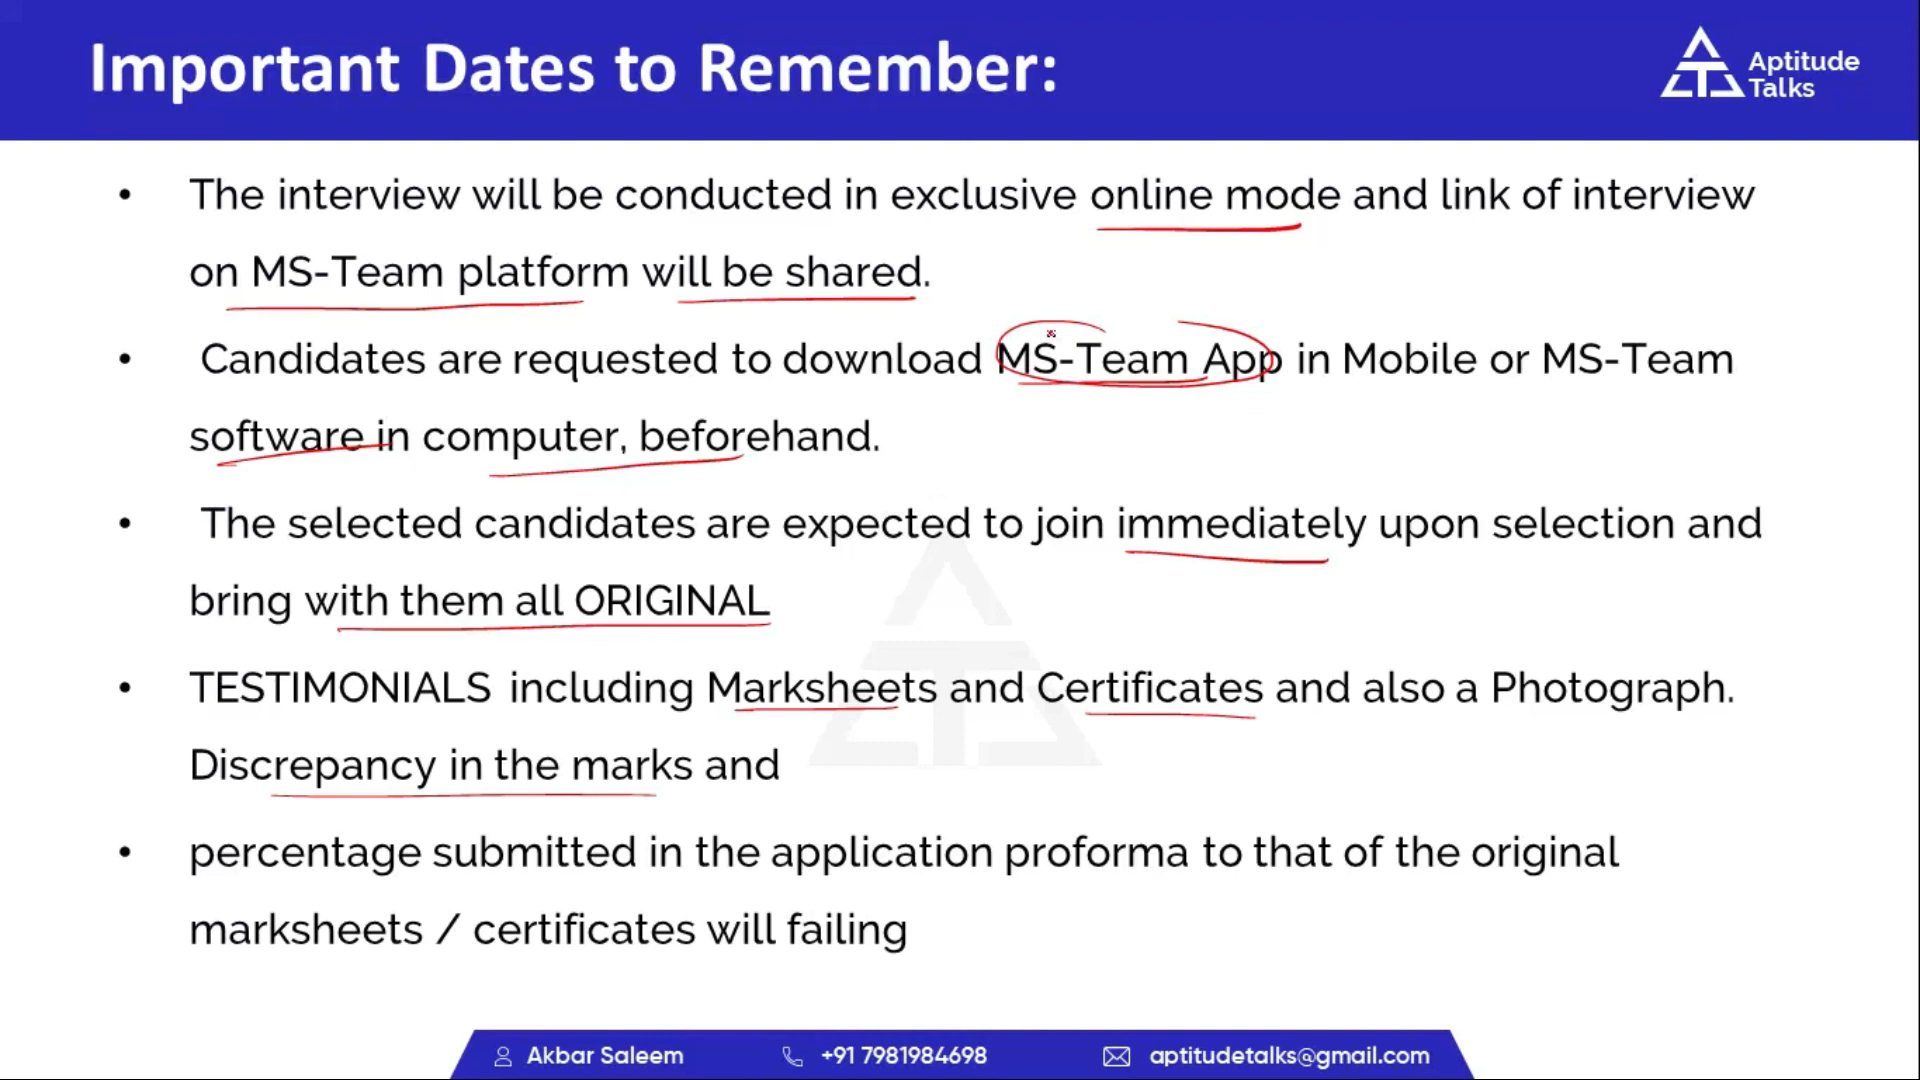 Important Dates to Remember:
Aptitude
Talks
• The interview will be conducted in exclusive online mode and link of interview
on MS-Team platform will be shared.
• Candidates are requested to download MS-Team App in Mobile or MS-Team
software in computer, beforehand.
• The selected candidates are expected to join immediately upon selection and
bring with them all ORIGINAL
• TESTIMONIALS including Marksheets and Certificates and also a Photograph.
Discrepancy in the marks and
• percentage submitted in the application proforma to that of the original
marksheets / certificates will failing
Akbar Saleem +91 7981984698 aptitudetalks@gmail.com